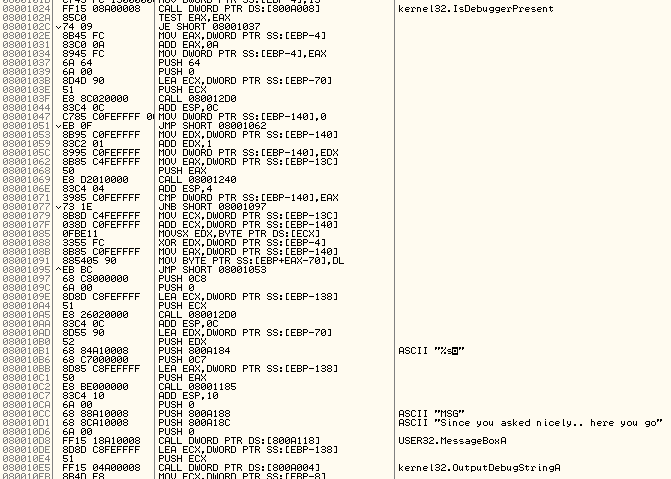 08001024 FF15 08A00008 CALL DWORD PTR DS:[800A008] kernel32.IsDebuggerPresent
0800102A 85C0 TEST EAX,EAX
0800102C 74 09 JE SHORT 08001037
0800102E 8B45 FC MOV EAX,DWORD PTR SS:[EBP-4]
08001031 83C0 0A ADD EAX,0A
08001034 8945 FC MOV DWORD PTR SS:[EBP-4],EAX
08001037 6A 64 PUSH 64
08001039 6A 00 PUSH 0
0800103B 8D4D 90 LEA ECX,DWORD PTR SS:[EBP-70]
0800103E 51 PUSH ECX
0800103F E8 8C020000 CALL 080012D0
08001044 83C4 0C ADD ESP,0C
08001047 C785 C0FEFFFF 0 MOV DWORD PTR SS:[EBP-140],0
08001051 EB 0F JMP SHORT 08001062
08001053 8B95 C0FEFFFF MOV EDX,DWORD PTR SS:[EBP-140]
08001059 83C2 01 ADD EDX,1
0800105C 8995 C0FEFFFF MOV DWORD PTR SS:[EBP-140],EDX
08001062 8B85 C4FEFFFF MOV EAX,DWORD PTR SS:[EBP-13C]
08001068 50 PUSH EAX
08001069 E8 D2010000 CALL 08001240
0800106E 83C4 04 ADD ESP,4
08001071 3985 C0FEFFFF CMP DWORD PTR SS:[EBP-140],EAX
08001077 73 1E JNB SHORT 08001097
08001079 8B8D C4FEFFFF MOV ECX,DWORD PTR SS:[EBP-13C]
0800107F 038D C0FEFFFF ADD ECX,DWORD PTR SS:[EBP-140]
08001085 0FBE11 MOVSX EDX,BYTE PTR DS:[ECX]
08001088 3355 FC XOR EDX,DWORD PTR SS:[EBP-4]
0800108B 8B85 C0FEFFFF MOV EAX,DWORD PTR SS:[EBP-140]
08001091 885405 90 MOV BYTE PTR SS:[EBP+EAX-70],DL
08001095 ^EB BC JMP SHORT 08001053
08001097 68 C8000000 PUSH 0C8
0800109C 6A 00 PUSH 0
0800109E 8D8D C8FEFFFF LEA ECX,DWORD PTR SS:[EBP-138]
080010A4 51 PUSH ECX
080010A5 E8 26020000 CALL 080012D0
080010AA 83C4 0C ADD ESP,0C
080010AD 8D55 90 LEA EDX,DWORD PTR SS:[EBP-70]
080010B0 52 PUSH EDX
080010B1 68 84A10008 PUSH 800A184 ASCII "%s
080010B6 68 C7000000 PUSH 0C7
080010BB 8D85 C8FEFFFF LEA EAX,DWORD PTR SS:[EBP-138]
080010C1 50 PUSH EAX
080010C2 E8 BE000000 CALL 08001185
080010C7 83C4 10 ADD ESP,10
080010CA 6A 00 PUSH 0
080010CC 68 88A10008 PUSH 800A188 ASCII "MSG"
080010D1 68 8CA10008 PUSH 800A18C ASCII "Since you asked nicely.. here you go"
080010D6 6A 00 PUSH 0
080010D8 FF15 18A10008 CALL DWORD PTR DS:[800A118] USER32.MessageBoxA
080010DE 8D8D C8FEFFFF LEA ECX,DWORD PTR SS:[EBP-138]
080010E4 51 PUSH ECX
080010E5 FF15 04A00008 CALL DWORD PTR DS:[800A004] kernel32.OutputDebugStringA
080010EB 8B4D F8 MOV ECX,DWORD PTR SS:[EBP-8]